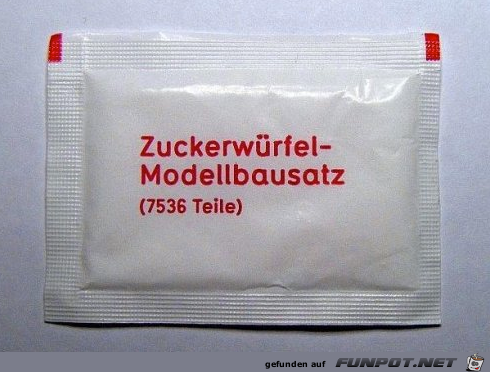 Zuckerwürfel-
Modellbausatz
(7536 Teile)
gefunden auf FUNPOT.NET